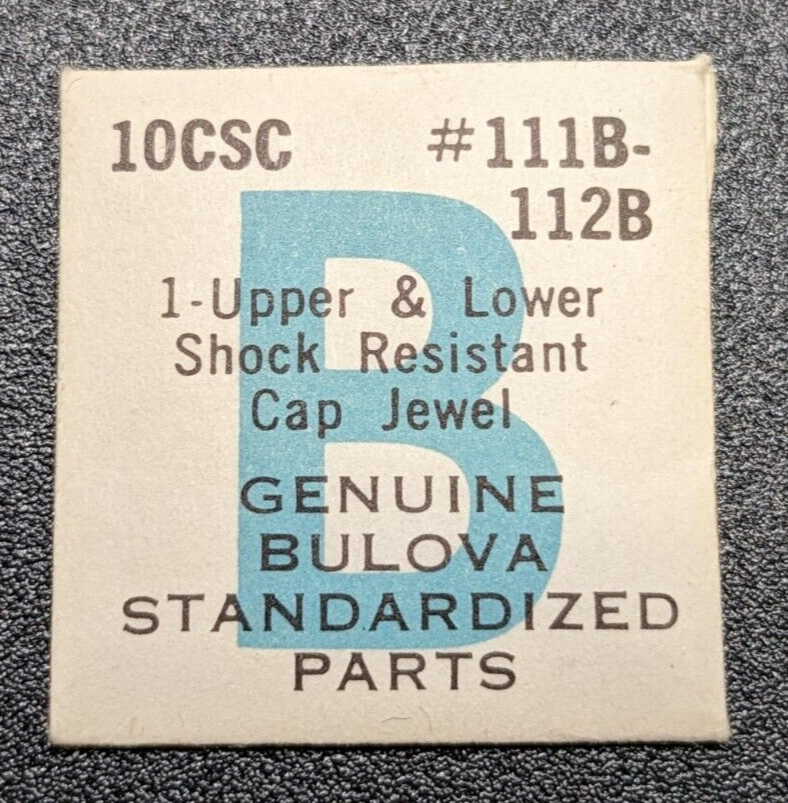 10CSC #111B-
112B
1-Upper & Lower
Shock Resistant
Cap Jewel
GENUINE
BULOVA
STANDARDIZED
PARTS
B